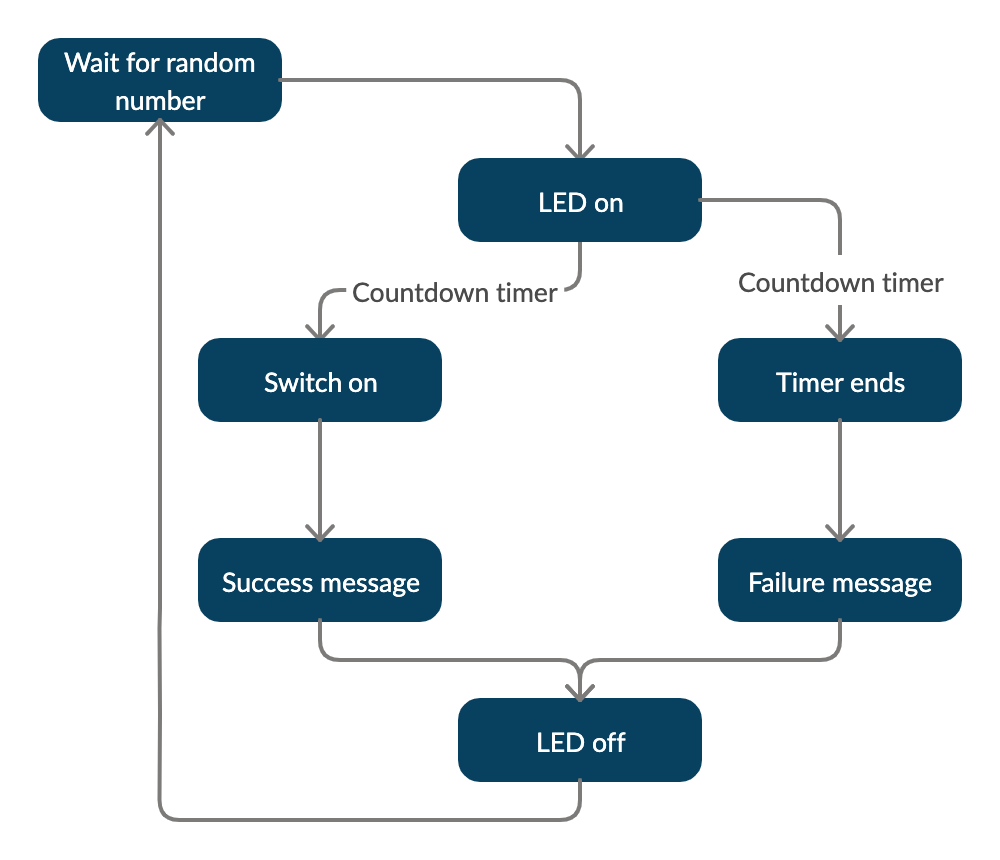 Wait for random
number
LED on
Countdown timer
Countdown timer
Switch on
Timer ends
Success message
Failure message
LED off